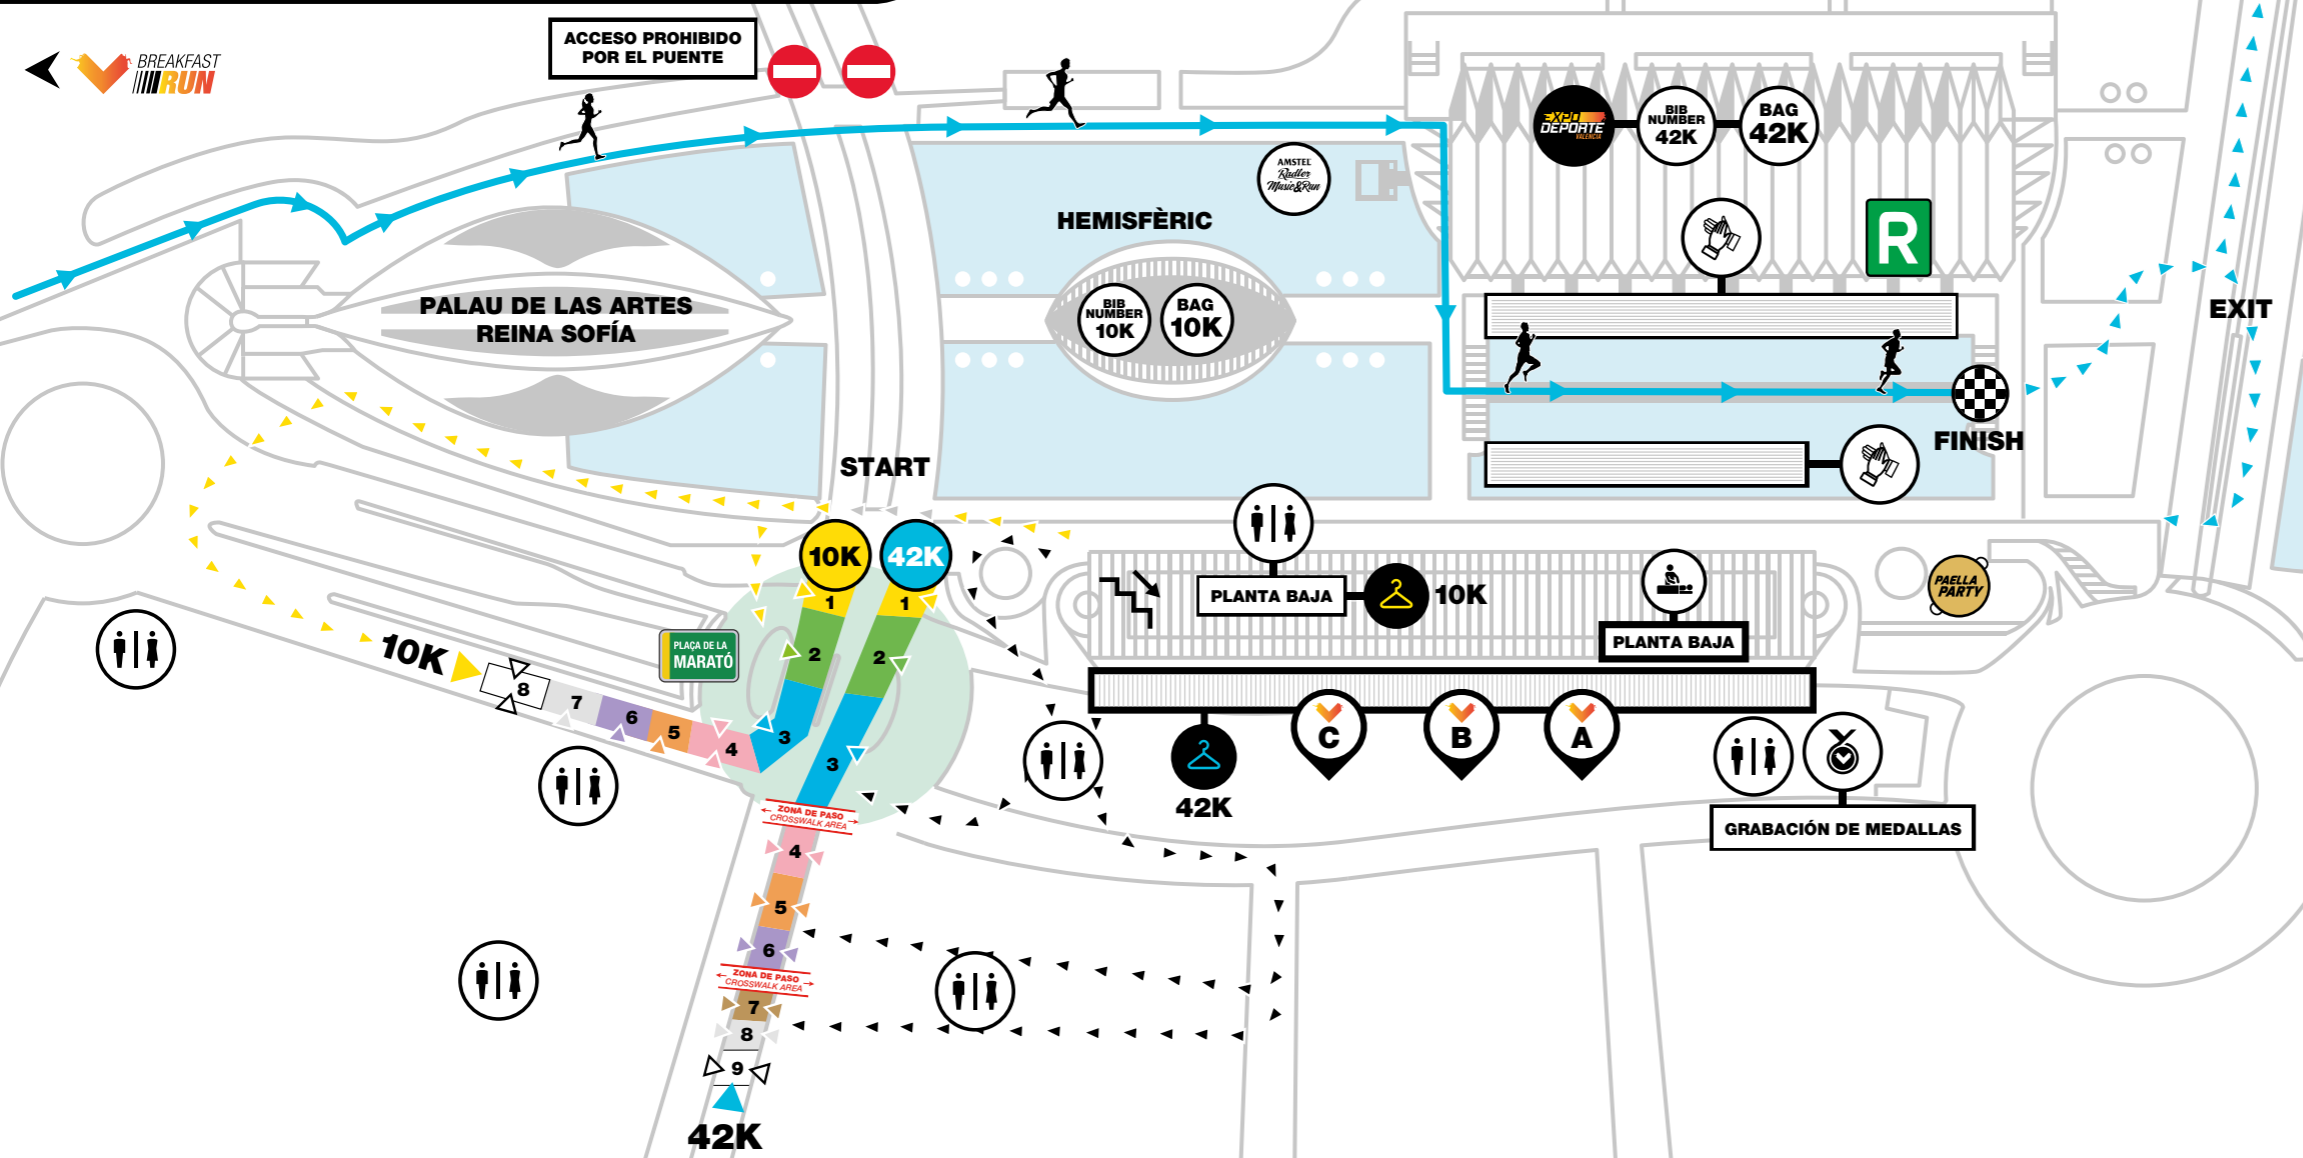 BREAKFAST
RUN
ACCESO PROHIBIDO
POR EL PUENTE
EXPO
DEPORTE
VALENCIA
BIB
NUMBER
42K
BAG
42K
AMSTEL
Radler
Music&Run
R
HEMISFÈRIC
BIB
NUMBER
10K
BAG
10K
PALAU DE LAS ARTES
REINA SOFÍA
EXIT
FINISH
START
10K
42K
PLANTA BAJA
10K
PLANTA BAJA
PAELLA
PARTY
PLAÇA DE LA
MARATÓ
10K
8
7
6
5
4
3
2
1
1
2
3
ZONA DE PASO
CROSSWALK AREA
4
5
6
ZONA DE PASO
CROSSWALK AREA
7
8
9
42K
42K
C
B
A
GRABACIÓN DE MEDALLAS